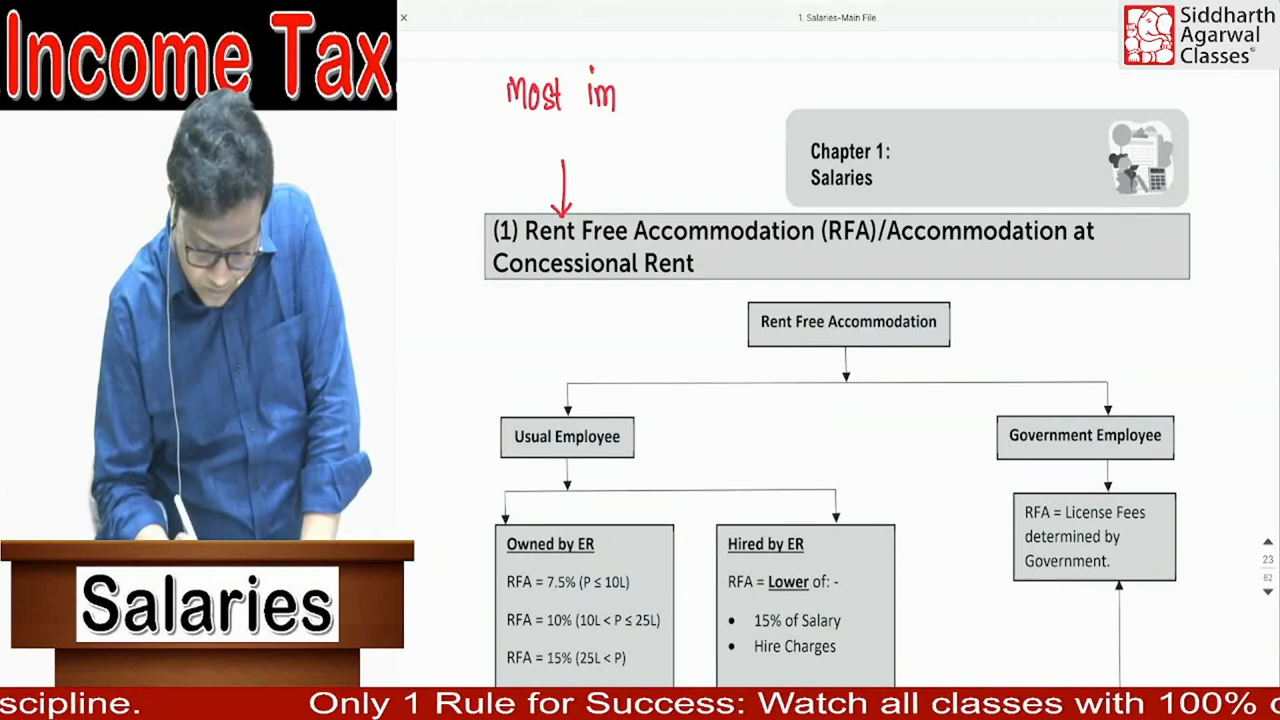 Income Tax
1. Salaries-Main File
Siddharth
Agarwal
Classes
most im
Chapter 1:
Salaries
(1) Rent Free Accommodation (RFA)/Accommodation at
Concessional Rent
Rent Free Accommodation
Usual Employee
Government Employee
Owned by ER
RFA = 7.5% (P ≤ 10L)
RFA = 10% (10L < P ≤ 25L)
RFA = 15% (25L < P)
Hired by ER
RFA = Lower of: -
• 15% of Salary
• Hire Charges
RFA = License Fees
determined by
Government.
23
82
Salaries
scipline. Only 1 Rule for Success: Watch all classes with 100%